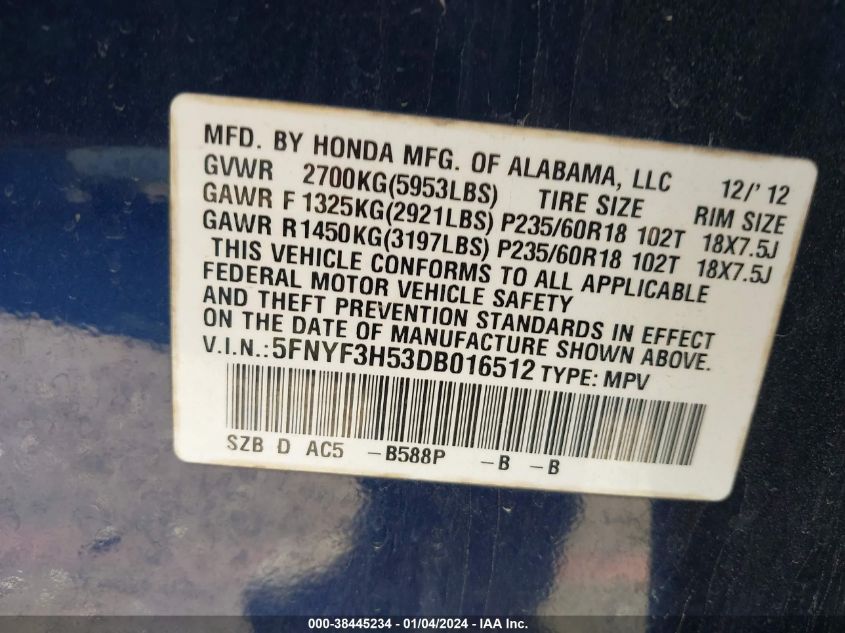 MFD. BY HONDA MFG. OF ALABAMA, LLC 12/' 12
GVWR 2700KG(5953LBS) TIRE SIZE RIM SIZE
GAWR F 1325KG(2921LBS) P235/60R18 102T 18X7.5J
GAWR R1450KG(3197LBS) P235/60R18 102T 18X7.5J
THIS VEHICLE CONFORMS TO ALL APPLICABLE
FEDERAL MOTOR VEHICLE SAFETY
AND THEFT PREVENTION STANDARDS IN EFFECT
ON THE DATE OF MANUFACTURE SHOWN ABOVE.
V.I.N.: 5FNYF3H53DB016512 TYPE: MPV
SZB D AC5 -B588P -B -B
000-38445234 - 01/04/2024 - IAAI.COM INC.